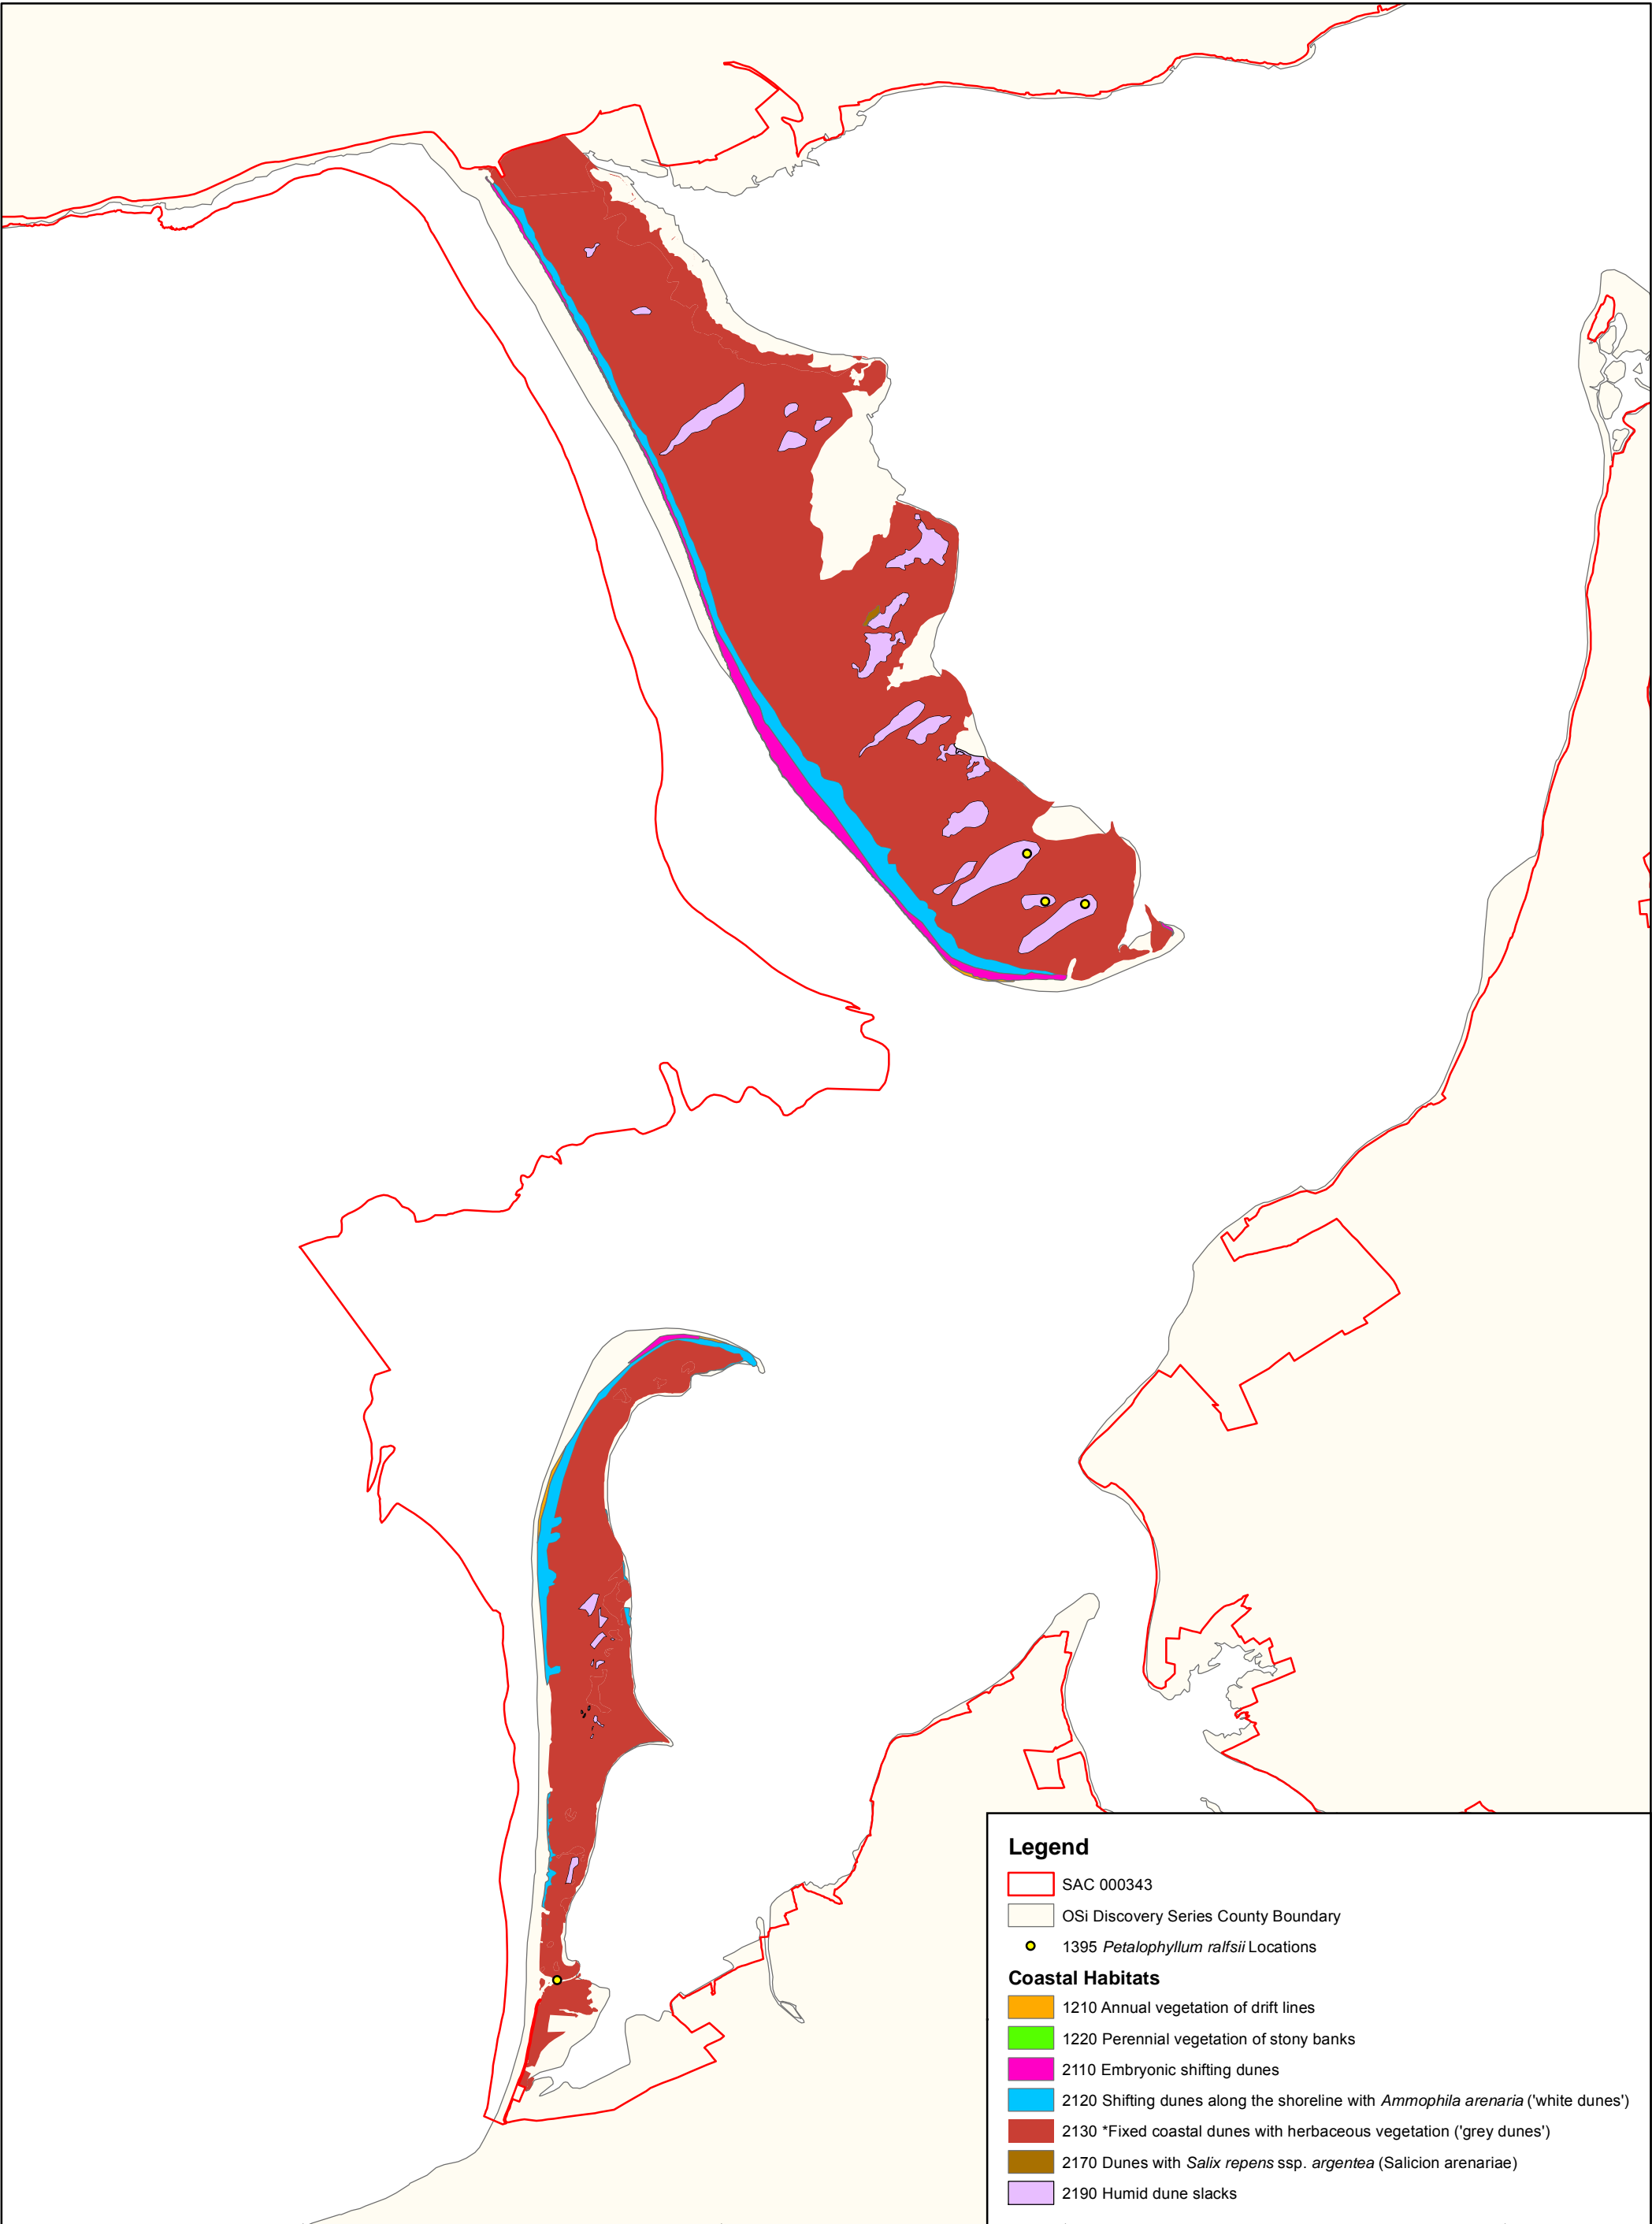 Legend
SAC 000343
OSi Discovery Series County Boundary
1395 Petalophyllum ralfsii Locations
Coastal Habitats
1210 Annual vegetation of drift lines
1220 Perennial vegetation of stony banks
2110 Embryonic shifting dunes
2120 Shifting dunes along the shoreline with Ammophila arenaria ('white dunes')
2130 *Fixed coastal dunes with herbaceous vegetation ('grey dunes')
2170 Dunes with Salix repens ssp. argentea (Salicion arenariae)
2190 Humid dune slacks